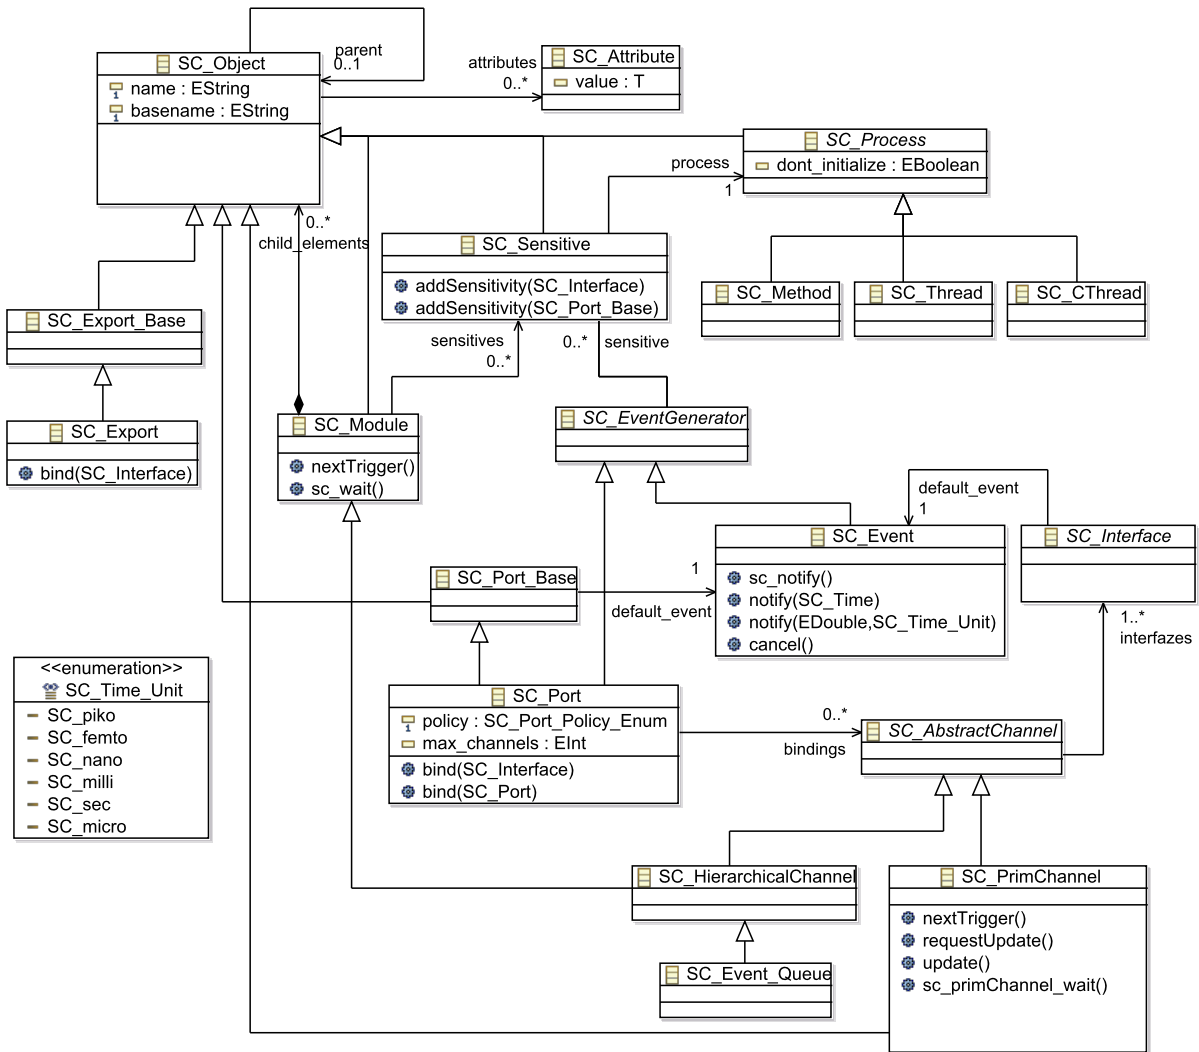 parent
0..1
SC_Object
name : EString
basename : EString
attributes
0..*
SC_Attribute
value : T
SC_Process
dont_initialize : EBoolean
process
1
0..*
child_elements
SC_Sensitive
addSensitivity(SC_Interface)
addSensitivity(SC_Port_Base)
SC_Method
SC_Thread
SC_CThread
SC_Export_Base
sensitives
0..*
0..*
sensitive
SC_Export
bind(SC_Interface)
SC_Module
nextTrigger()
sc_wait()
SC_EventGenerator
default_event
1
SC_Event
sc_notify()
notify(SC_Time)
notify(EDouble,SC_Time_Unit)
cancel()
SC_Interface
SC_Port_Base
1
default_event
1..*
interfazes
<<enumeration>>
SC_Time_Unit
SC_piko
SC_femto
SC_nano
SC_milli
SC_sec
SC_micro
SC_Port
policy : SC_Port_Policy_Enum
max_channels : EInt
bind(SC_Interface)
bind(SC_Port)
0..*
bindings
SC_AbstractChannel
SC_HierarchicalChannel
SC_PrimChannel
nextTrigger()
requestUpdate()
update()
sc_primChannel_wait()
SC_Event_Queue